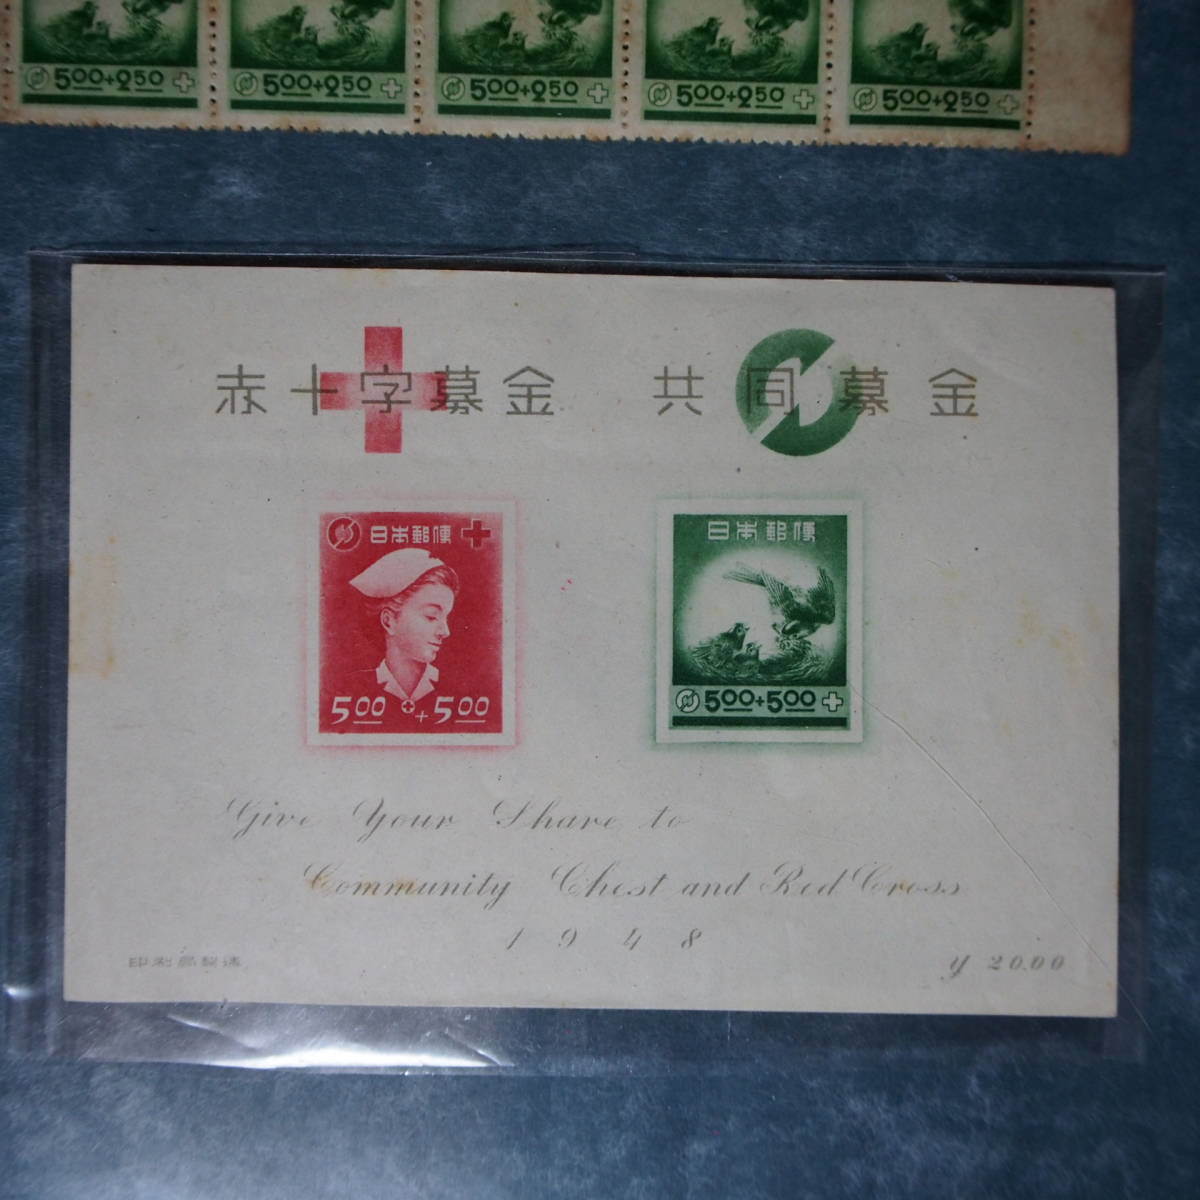 5.00+2.50 5.00+2.50 5.00+2.50 5.00+2.50 5.00+2.50
赤十字募金 共同募金
日本郵便
5.00+5.00
日本郵便
5.00+5.00
Give Your Share to
Community Chest and Red Cross
1948
印刷局製造 y 20.00